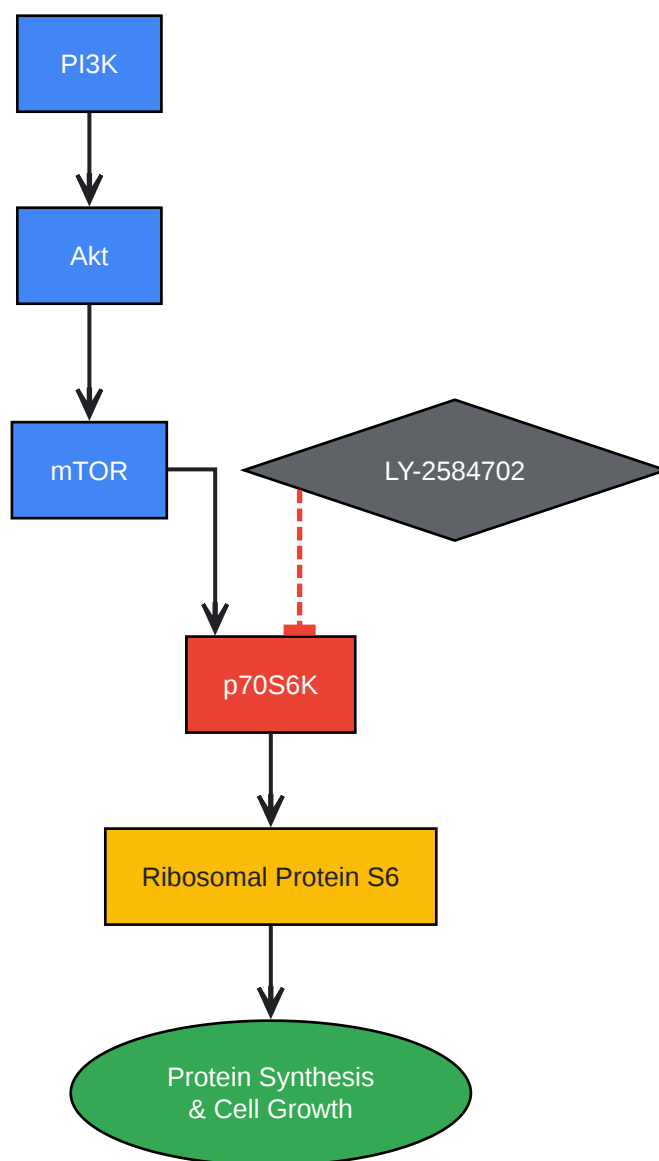 PI3K
Akt
mTOR
LY-2584702
p70S6K
Ribosomal Protein S6
Protein Synthesis
& Cell Growth